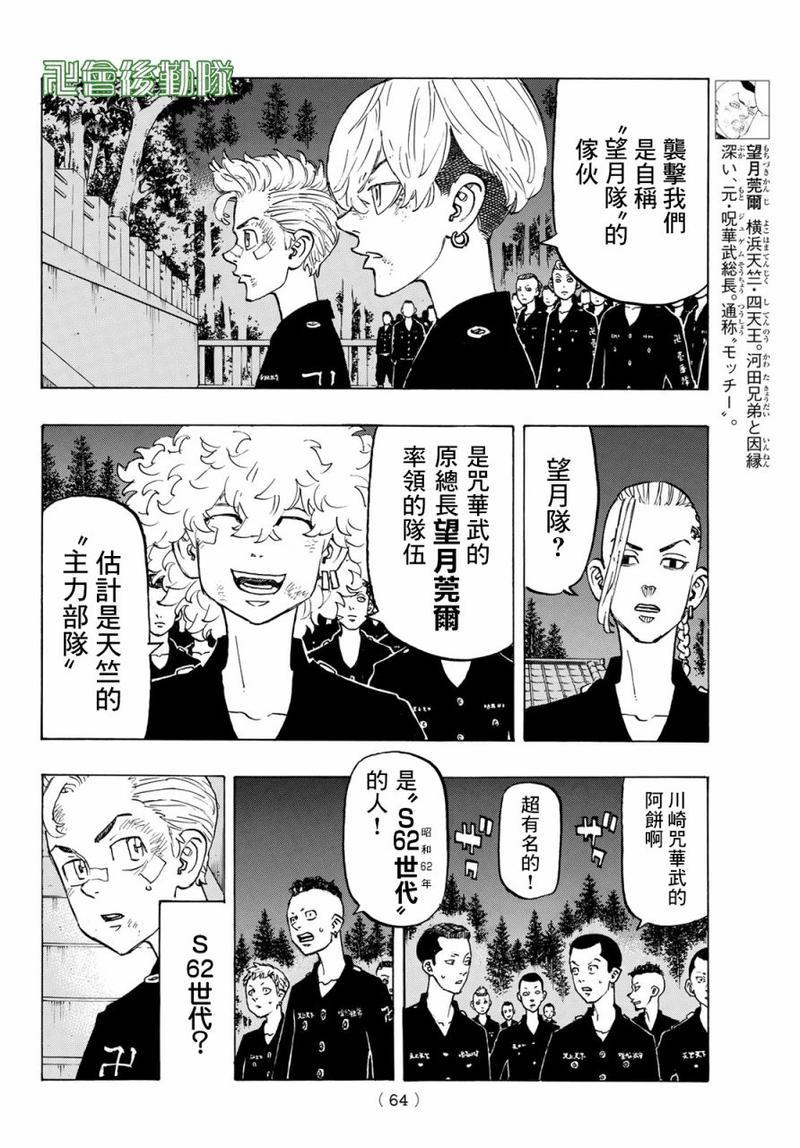 卍會後勤隊
望月莞爾 横浜天竺・四天王。河田兄弟と因縁
深い、元・呪華武総長。通称〝モッチー〟。
襲擊我們
是自稱
〝望月隊〟的
傢伙
望月隊?
是咒華武的
原總長望月莞爾
率領的隊伍
估計是天竺的
〝主力部隊〟
川崎咒華武的
阿餅啊
超有名的!
ザワ
ザワ
是〝S62世代〟
昭和62年
的人!
S
62世代?
(64)